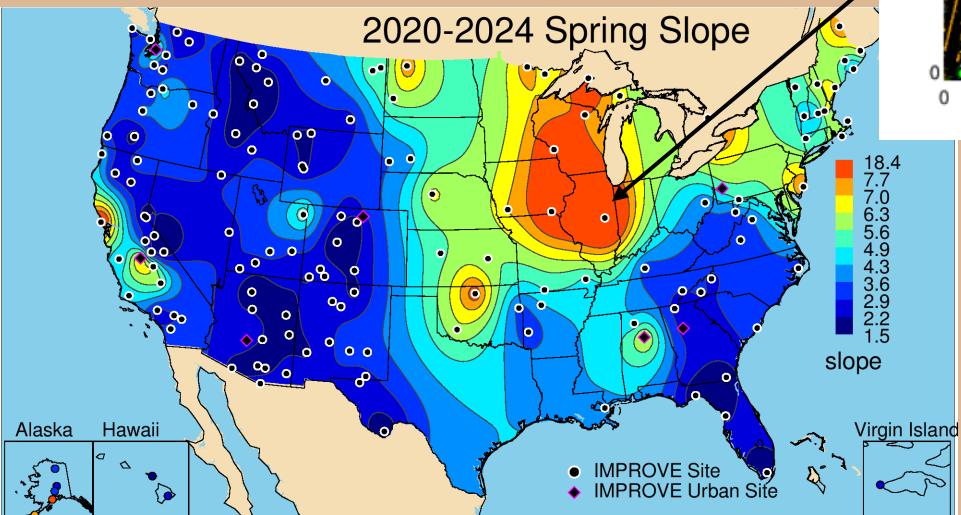 2020-2024 Spring Slope
0
0
18.4
7.7
7.0
6.3
5.6
4.9
4.3
3.6
2.9
2.2
1.5
slope
Alaska
Hawaii
Virgin Island
IMPROVE Site
IMPROVE Urban Site